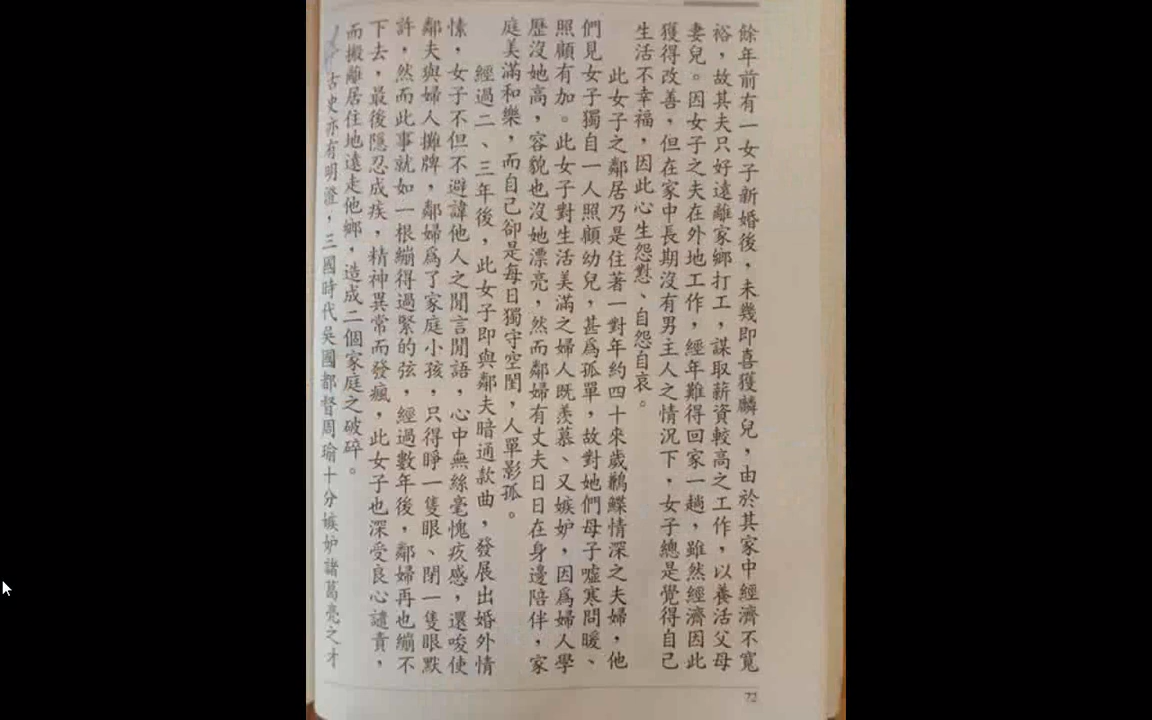 餘年前有一女子新婚後，未幾即喜獲麟兒，由於其家中經濟不寬
裕，故其夫只好遠離家鄉打工，謀取薪資較高之工作，以養活父母
妻兒。因女子之夫在外地工作，經年難得回家一趟，雖然經濟因此
獲得改善，但在家中長期沒有男主人之情況下，女子總是覺得自己
生活不幸福，因此心生怨懟、自怨自哀。
此女子之鄰居乃是住著一對年約四十來歲鶼鰈情深之夫婦，他
們見女子獨自一人照顧幼兒，甚為孤單，故對她們母子噓寒問暖、
照顧有加。此女子對生活美滿之婦人既羨慕、又嫉妒，因為婦人學
歷沒她高，容貌也沒她漂亮，然而鄰婦有丈夫日日在身邊陪伴，家
庭美滿和樂，而自己卻是每日獨守空閨，人單影孤。
經過二、三年後，此女子即與鄰夫暗通款曲，發展出婚外情
愫，女子不但不避諱他人之閒言閒語，心中無絲毫愧疚感，還唆使
鄰夫與婦人攤牌，鄰婦為了家庭小孩，只得睜一隻眼、閉一隻眼默
許，然而此事就如一根繃得過緊的弦，經過數年後，鄰婦再也繃不
下去，最後隱忍成疾，精神異常而發瘋，此女子也深受良心譴責，
而搬離居住地遠走他鄉，造成二個家庭之破碎。
古史亦有明證，三國時代吳國都督周瑜十分嫉妒諸葛亮之才
72